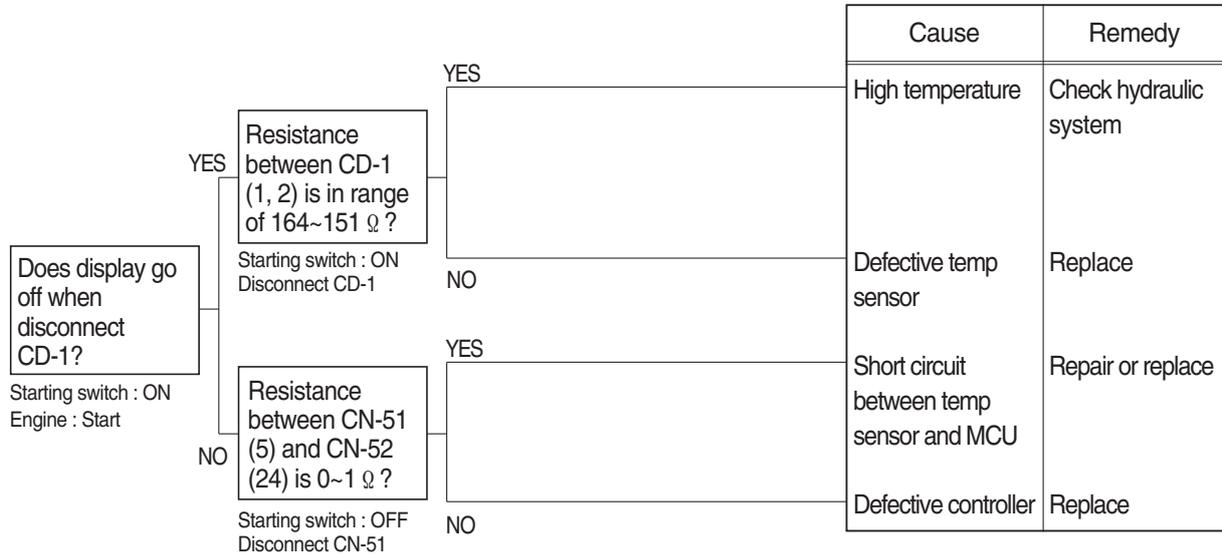 Cause
Remedy
YES
High temperature
Check hydraulic
system
Resistance
between CD-1
(1, 2) is in range
of 164~151 Ω ?
YES
Starting switch : ON
Disconnect CD-1
NO
Defective temp
sensor
Replace
Does display go
off when
disconnect
CD-1?
Starting switch : ON
Engine : Start
YES
Short circuit
between temp
sensor and MCU
Repair or replace
Resistance
between CN-51
(5) and CN-52
(24) is 0~1 Ω ?
NO
Starting switch : OFF
Disconnect CN-51
NO
Defective controller
Replace